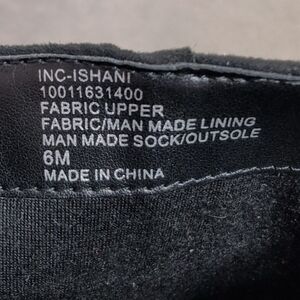 INC-ISHANI
10011631400
FABRIC UPPER
FABRIC/MAN MADE LINING
MAN MADE SOCK/OUTSOLE
6M
MADE IN CHINA